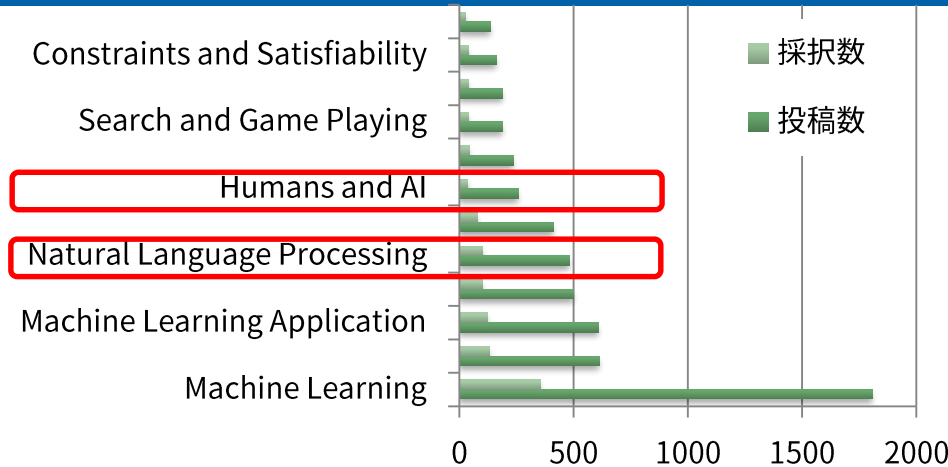 Constraints and Satisfiability
Search and Game Playing
Humans and AI
Natural Language Processing
Machine Learning Application
Machine Learning
採択数
投稿数
0 500 1000 1500 2000